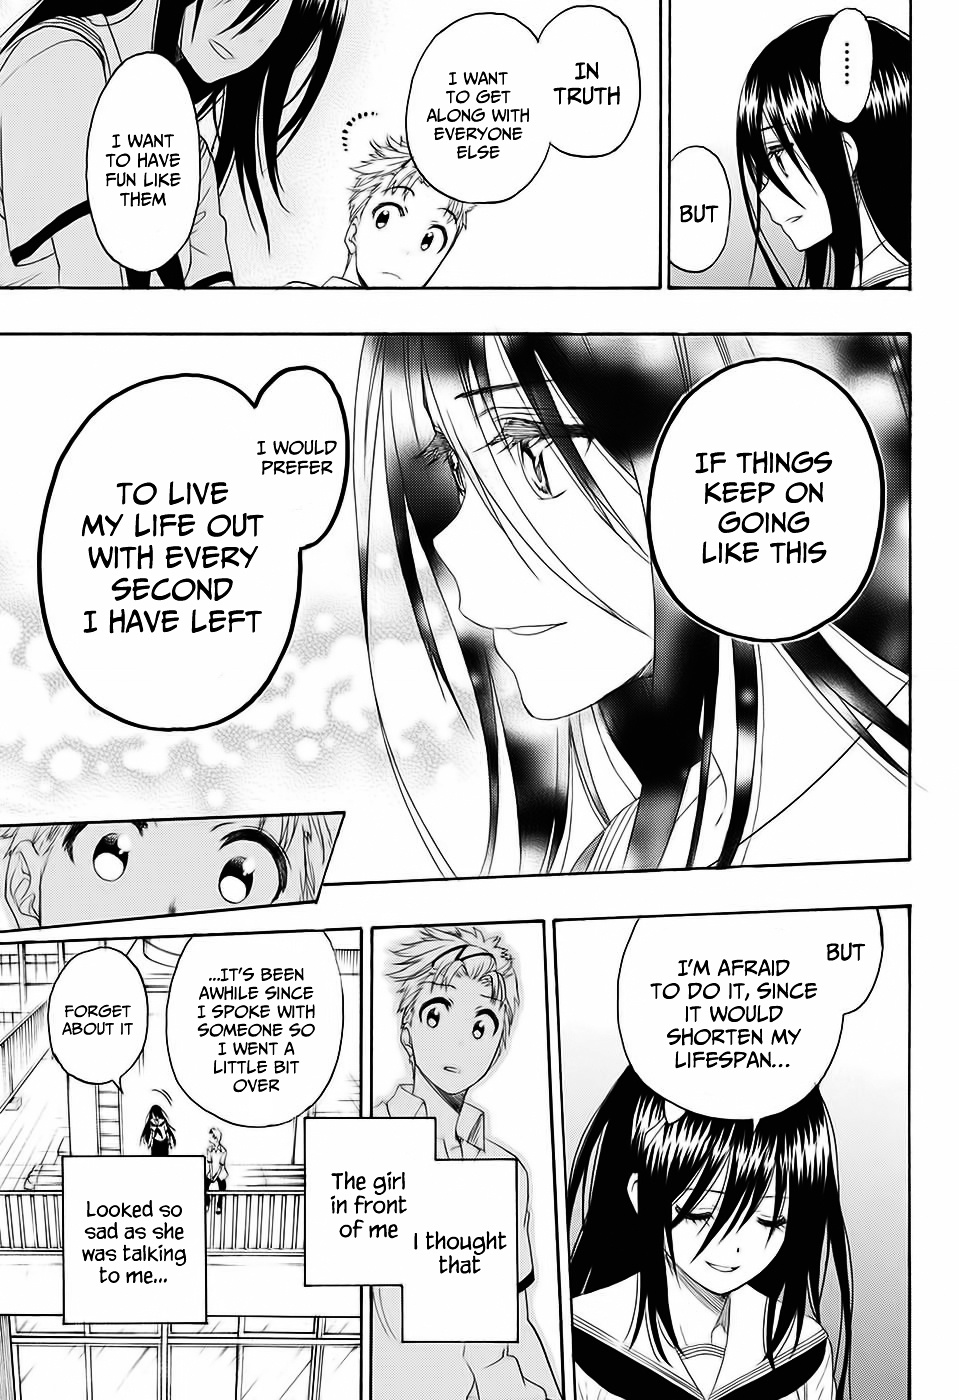 .......
BUT
IN
TRUTH
I WANT
TO GET
ALONG WITH
EVERYONE
ELSE
I WANT
TO HAVE
FUN LIKE
THEM
IF THINGS
KEEP ON
GOING
LIKE THIS
I WOULD
PREFER
TO LIVE
MY LIFE OUT
WITH EVERY
SECOND
I HAVE LEFT
BUT
I'M AFRAID
TO DO IT, SINCE
IT WOULD
SHORTEN MY
LIFESPAN...
I thought
that
The girl
in front
of me
...IT'S BEEN
AWHILE SINCE
I SPOKE WITH
SOMEONE SO
I WENT A
LITTLE BIT
OVER
FORGET
ABOUT IT
Looked so
sad as she
was talking
to me...